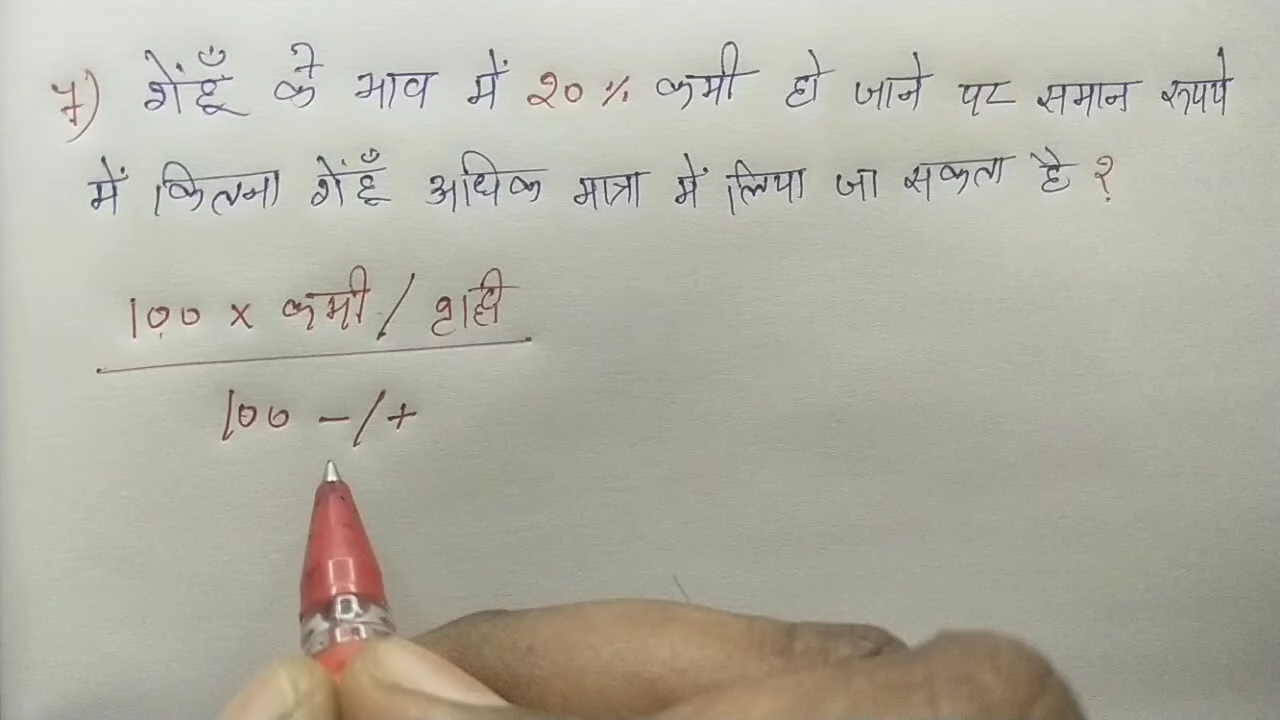 7) गेंहूँ के भाव में 20% कमी हो जाने पर समान रूपये
में कितना गेंहूँ अधिक मात्रा में लिया जा सकता है ?
100 x कमी / वृद्धि
100 - / +